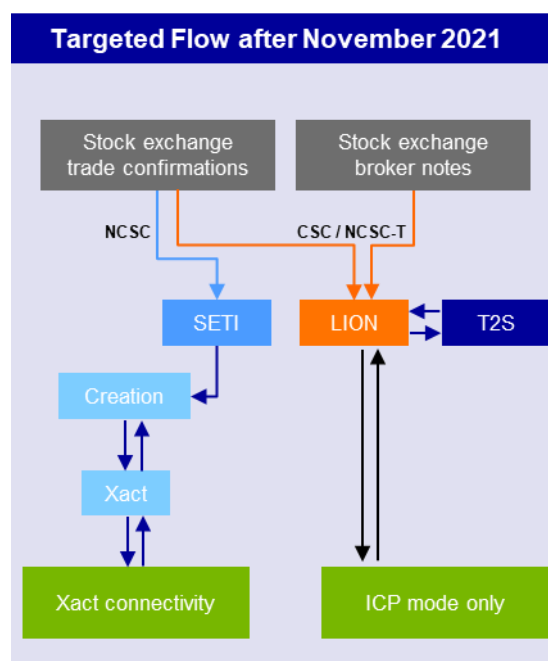 Targeted Flow after November 2021
Stock exchange
trade confirmations
Stock exchange
broker notes
NCSC
CSC / NCSC-T
SETI
LION
T2S
Creation
Xact
Xact connectivity
ICP mode only